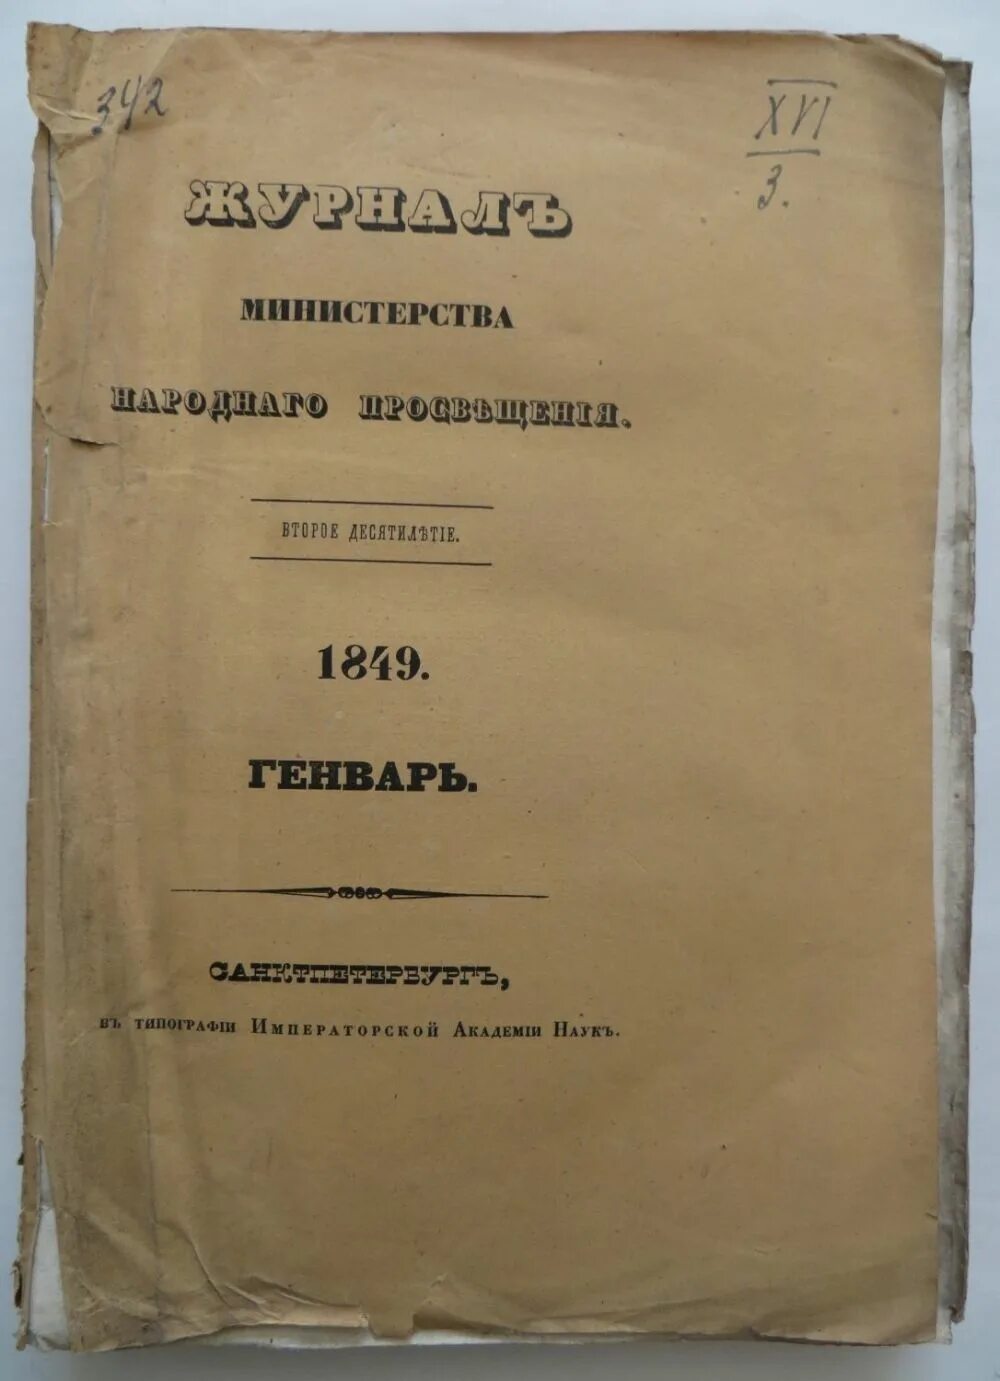 342
XVI
3.
ЖУРНАЛЪ
МИНИСТЕРСТВА
НАРОДНАГО ПРОСВѢЩЕНІЯ.
ВТОРОЕ ДЕСЯТИЛѢТІЕ.
1849.
ГЕНВАРЬ.
САНКТПЕТЕРБУРГЪ,
ВЪ ТИПОГРАФІИ ИМПЕРАТОРСКОЙ АКАДЕМІИ НАУКЪ.